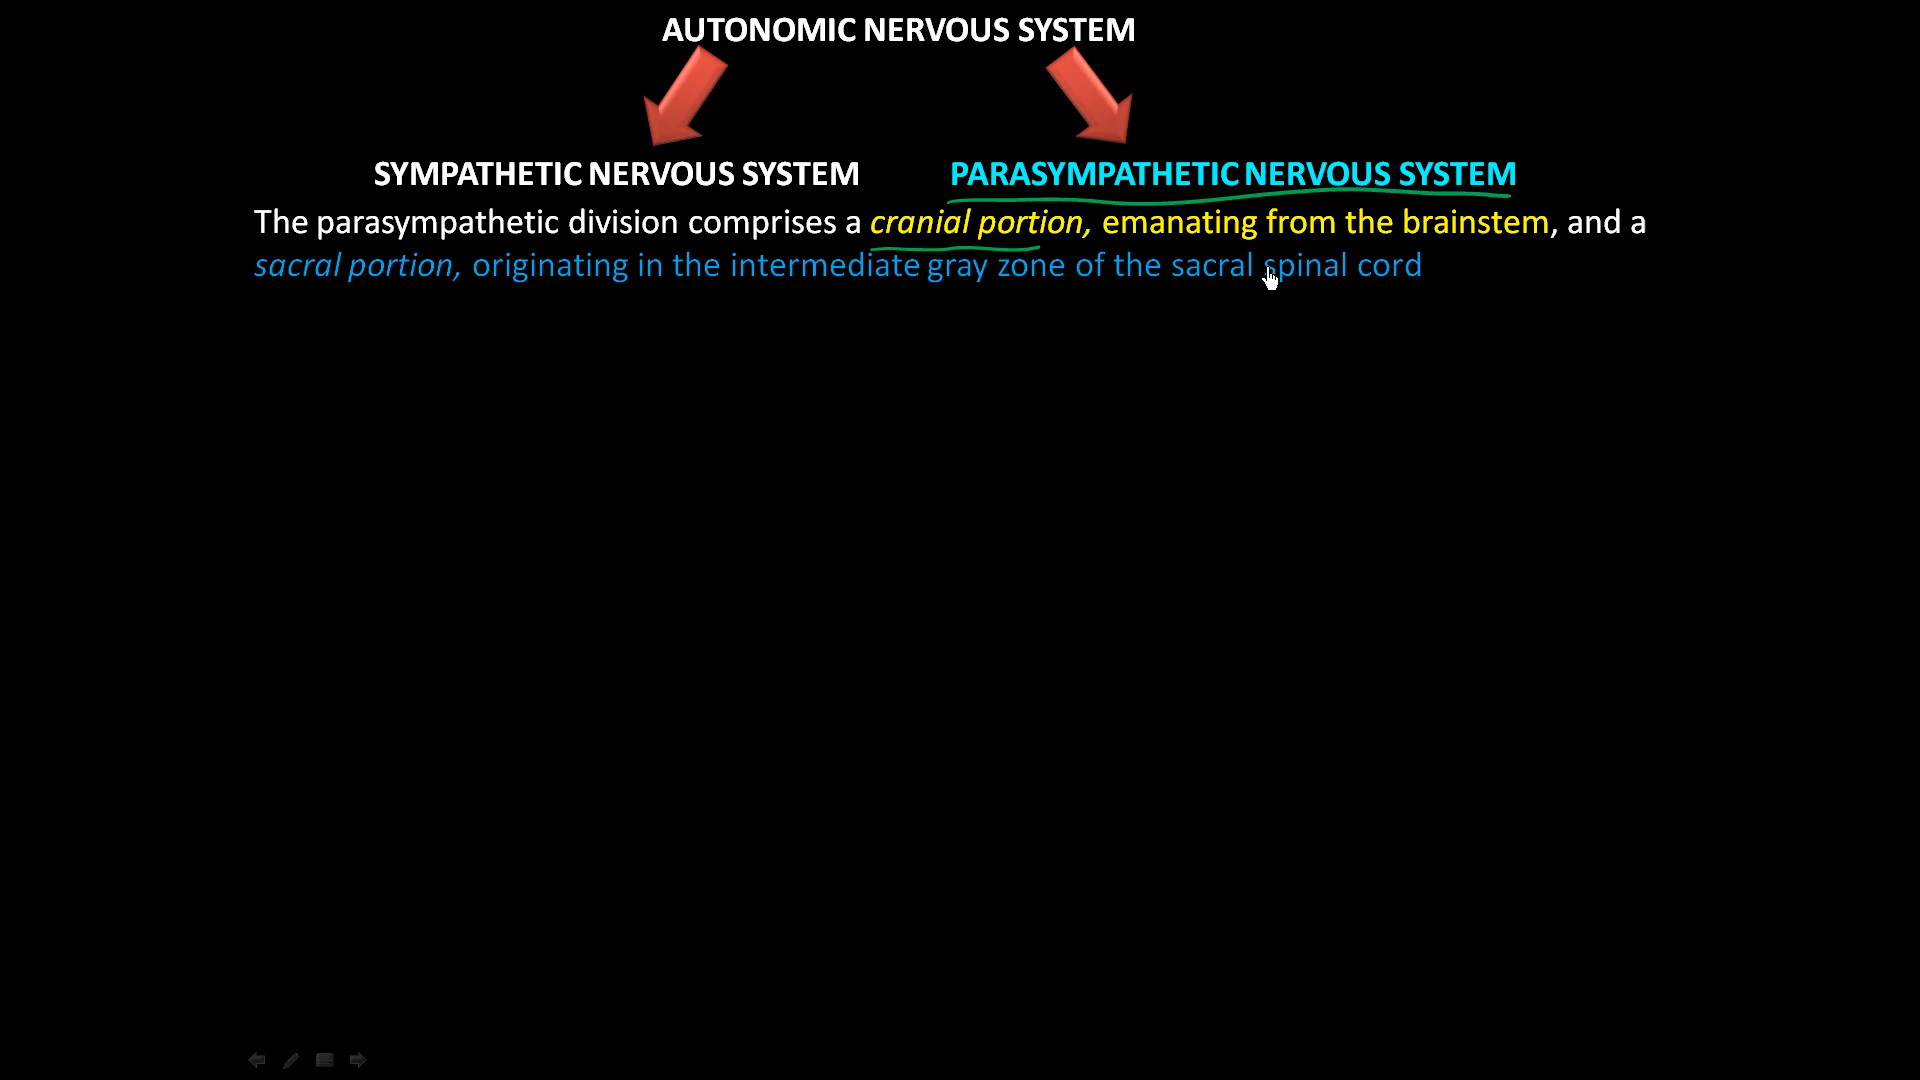 AUTONOMIC NERVOUS SYSTEM
SYMPATHETIC NERVOUS SYSTEM PARASYMPATHETIC NERVOUS SYSTEM
The parasympathetic division comprises a cranial portion, emanating from the brainstem, and a
sacral portion, originating in the intermediate gray zone of the sacral spinal cord